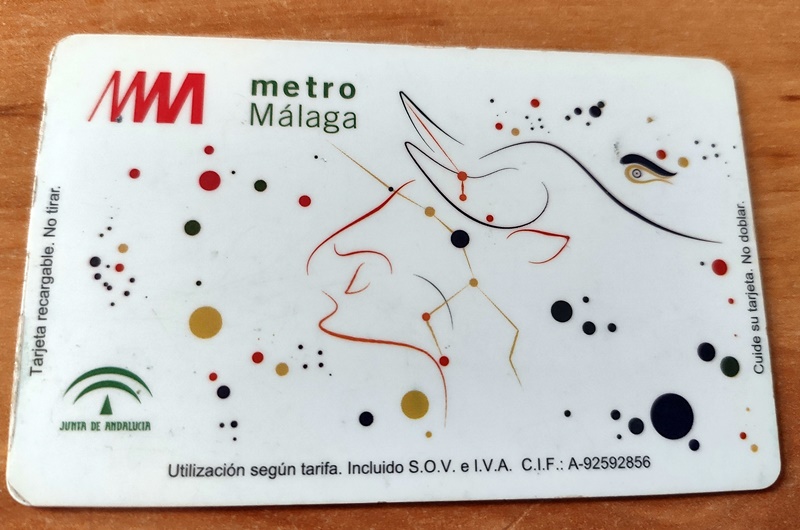 metro
Málaga
Tarjeta recargable. No tirar.
Cuide su tarjeta. No doblar.
JUNTA DE ANDALUCIA
Utilización según tarifa. Incluido S.O.V. e I.V.A. C.I.F.: A-92592856